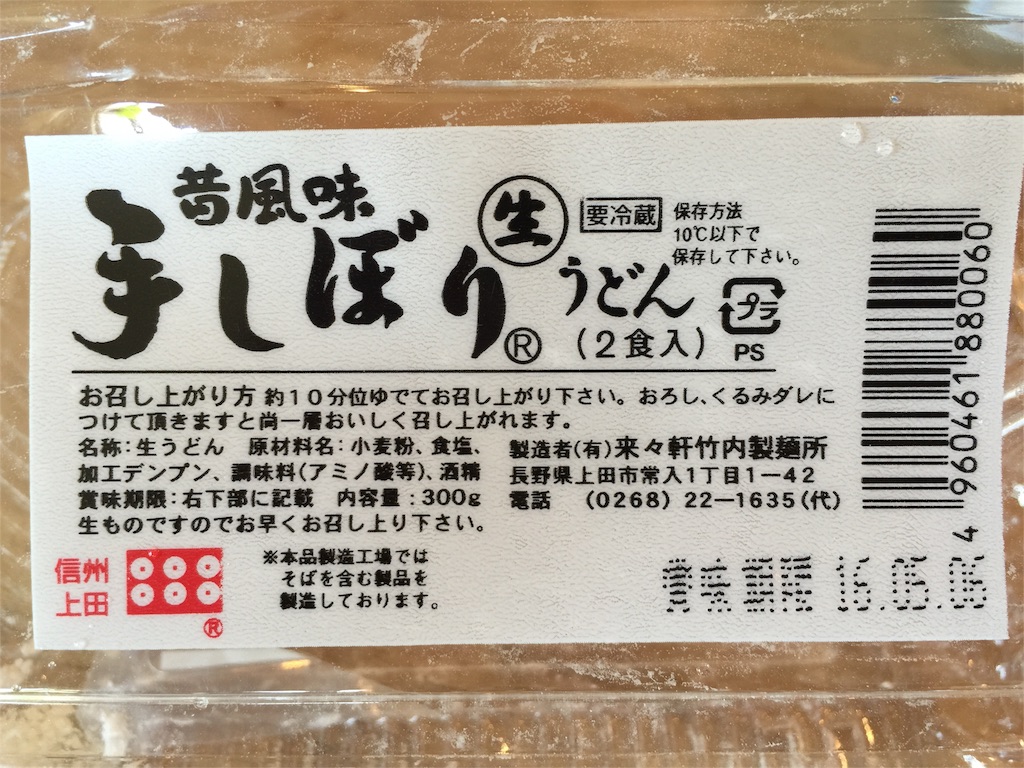 昔風味
手しぼり®
生
うどん
（2食入）
要冷蔵
保存方法
10℃以下で
保存して下さい。
プラ
PS
お召し上がり方 約10分位ゆでてお召し上がり下さい。おろし、くるみダレに
つけて頂きますと尚一層おいしく召し上がれます。
名称：生うどん 原材料名：小麦粉、食塩、
加工デンプン、調味料(アミノ酸等)、酒精
賞味期限：右下部に記載 内容量：300g
生ものですのでお早くお召し上り下さい。
製造者(有)来々軒竹内製麺所
長野県上田市常入1丁目1－42
電話 (0268) 22－1635(代)
信州
上田
®
※本品製造工場では
そばを含む製品を
製造しております。
賞味期限 16.05.06
4960461880060